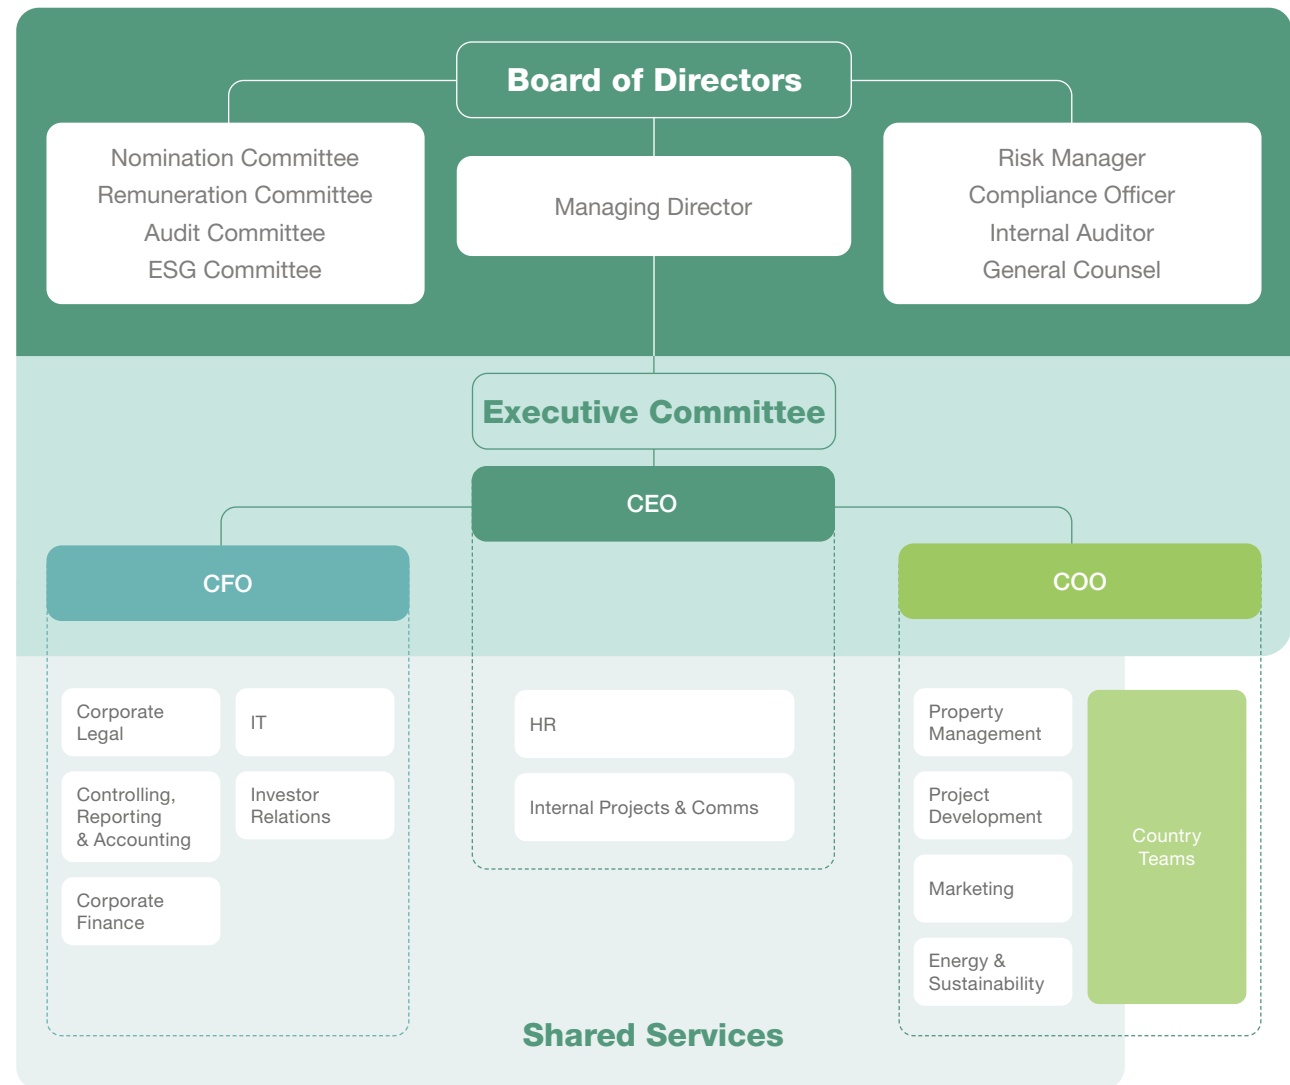 Board of Directors
Nomination Committee
Remuneration Committee
Audit Committee
ESG Committee
Managing Director
Risk Manager
Compliance Officer
Internal Auditor
General Counsel
Executive Committee
CEO
CFO
COO
Corporate
Legal
IT
Controlling,
Reporting
& Accounting
Investor
Relations
Corporate
Finance
HR
Internal Projects & Comms
Property
Management
Project
Development
Marketing
Energy &
Sustainability
Country
Teams
Shared Services